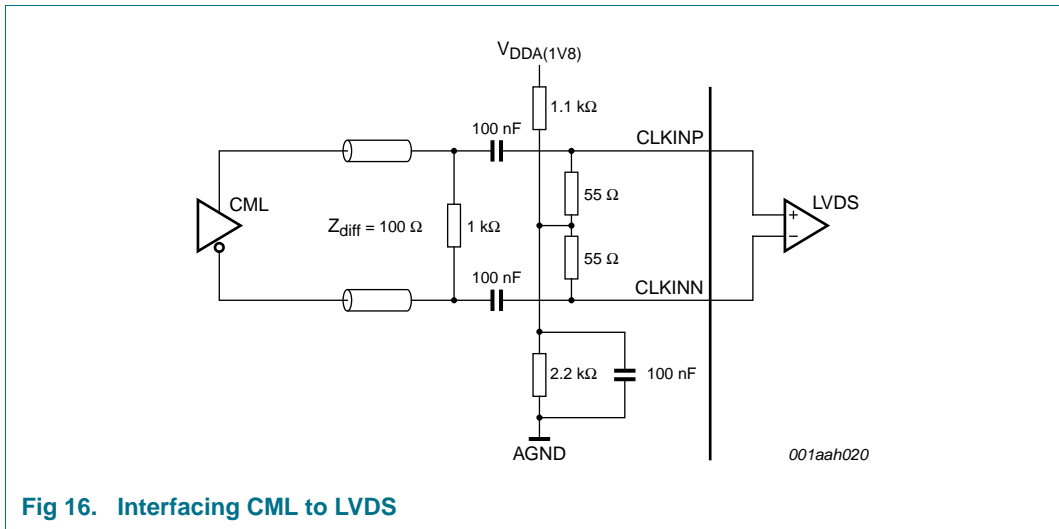 VDDA(1V8)
1.1 kΩ
100 nF
CLKINP
55 Ω
CML
LVDS
Zdiff = 100 Ω
1 kΩ
+
−
55 Ω
100 nF
CLKINN
2.2 kΩ
100 nF
AGND
001aah020
Fig 16. Interfacing CML to LVDS